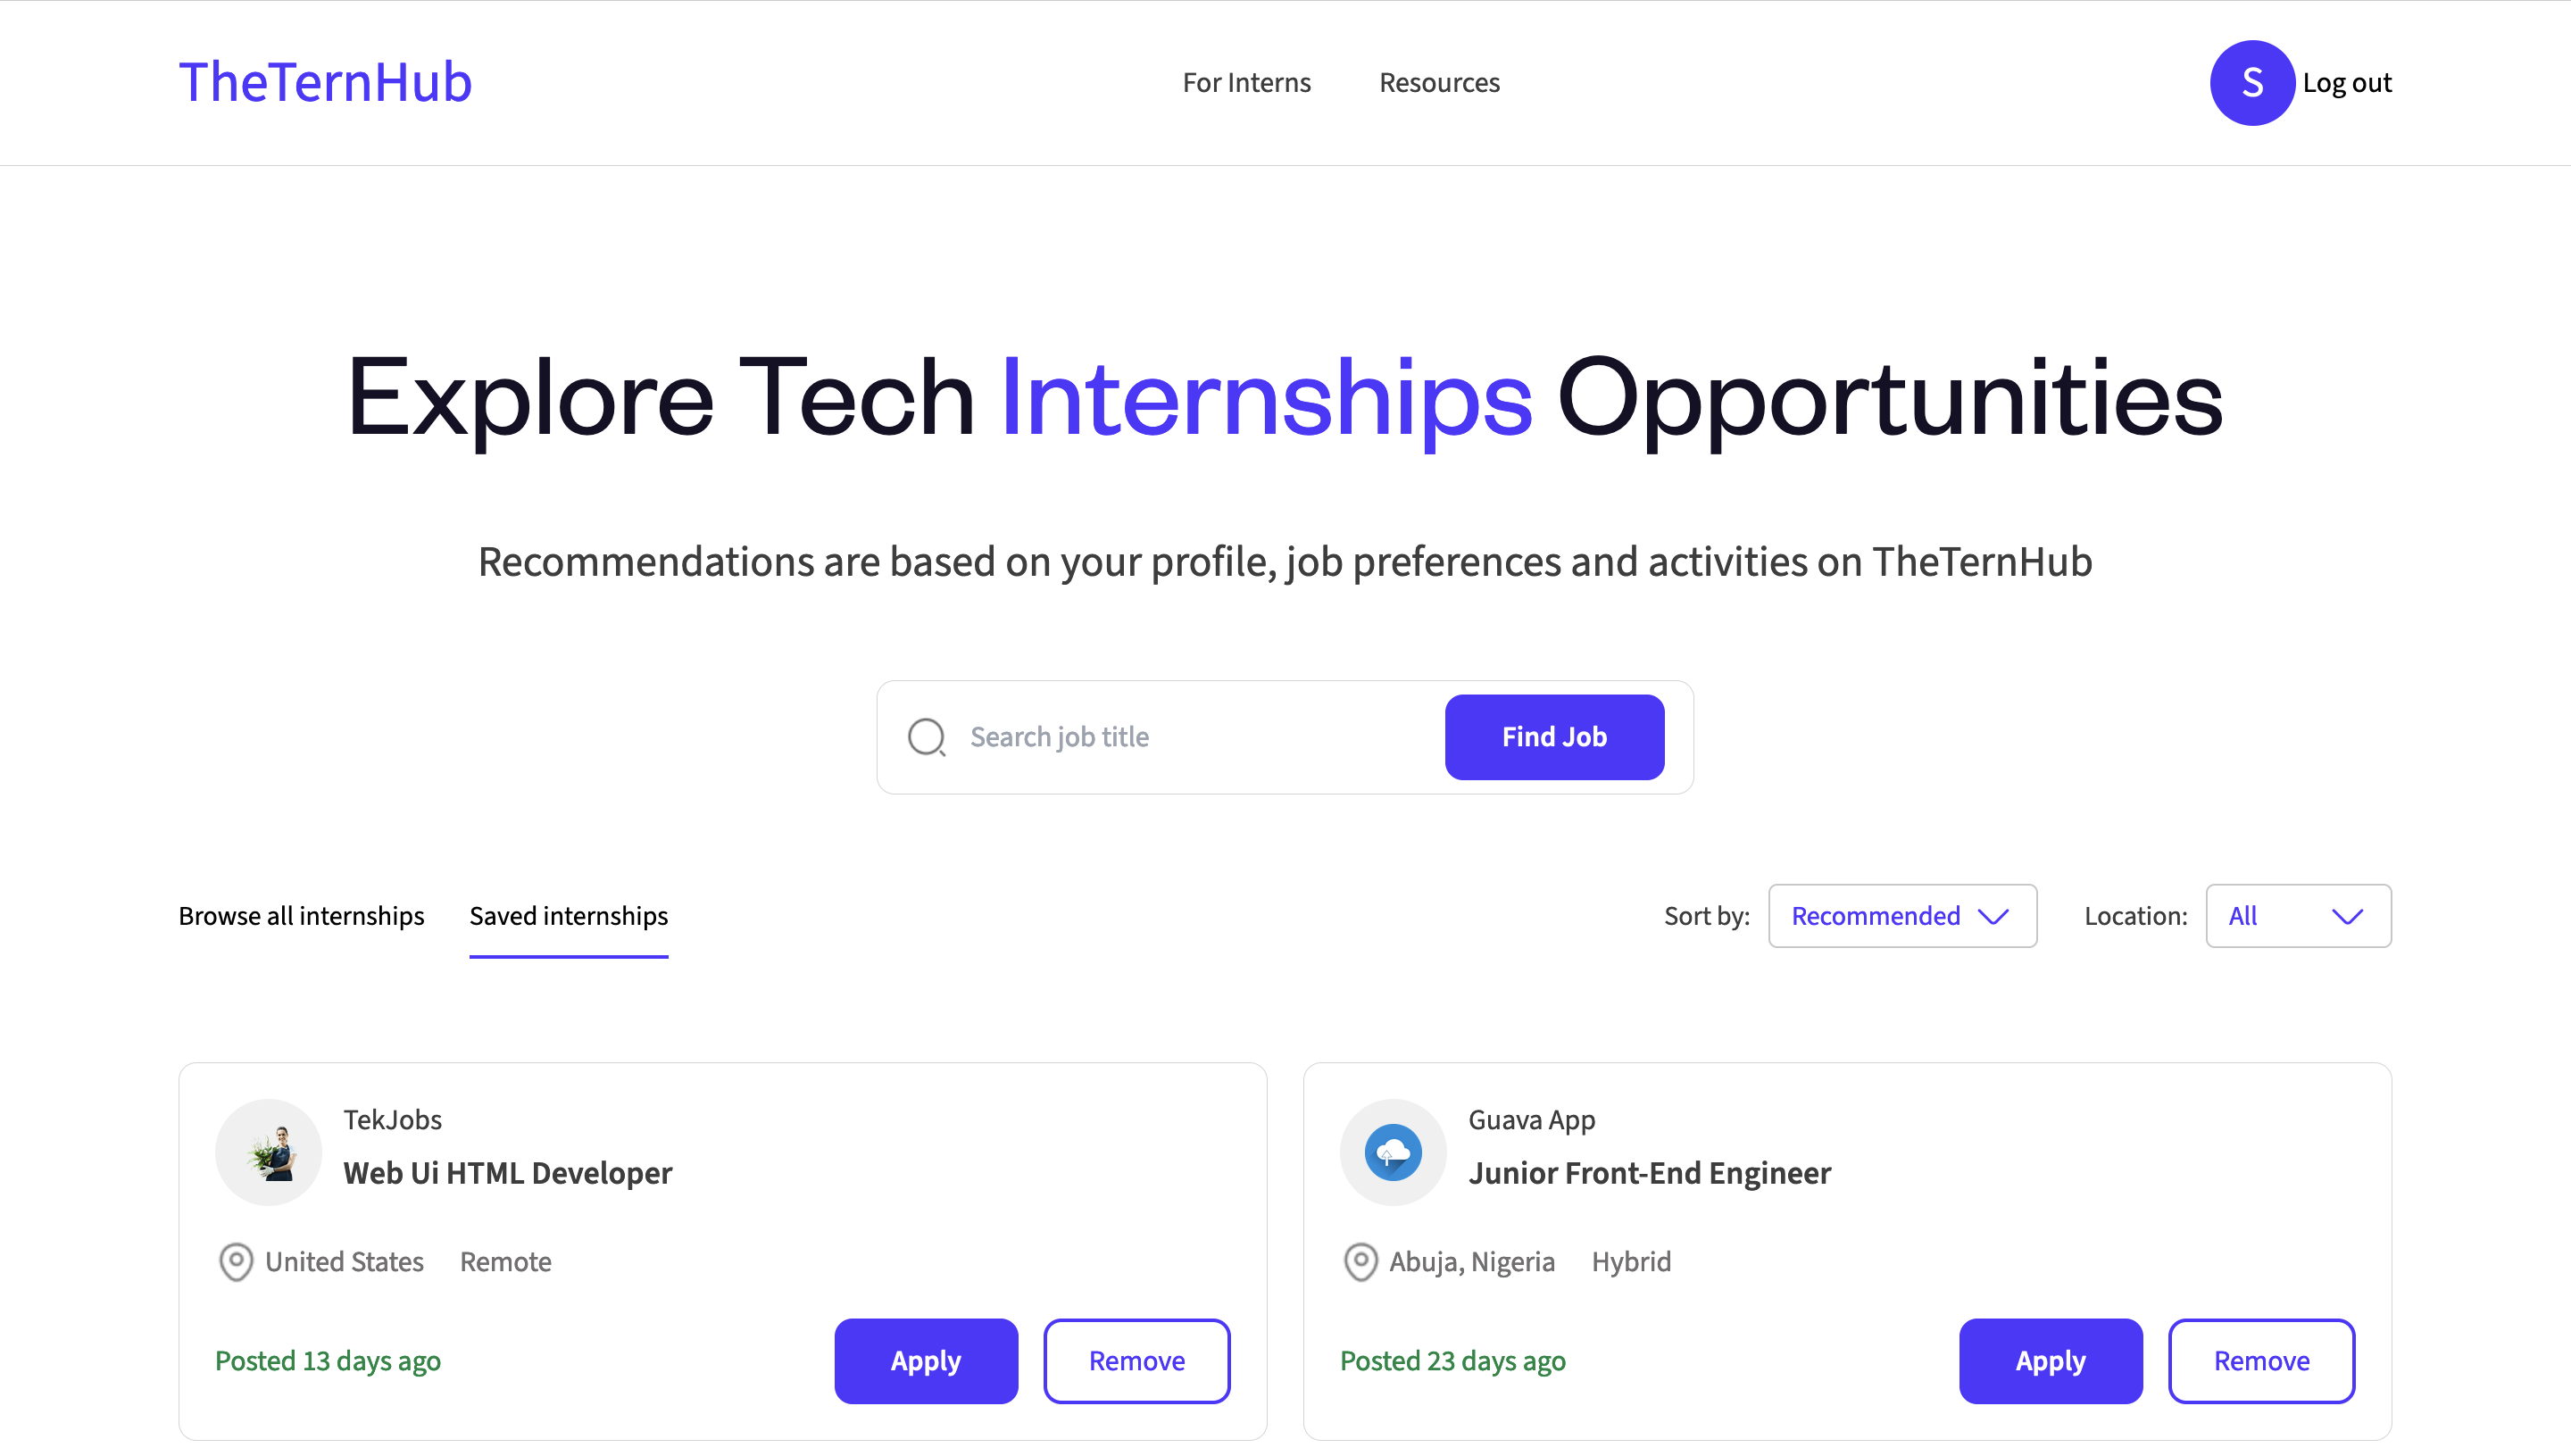 TheTernHub
For Interns
Resources
S
Log out
Explore Tech Internships Opportunities
Recommendations are based on your profile, job preferences and activities on TheTernHub
Search job title
Find Job
Browse all internships
Saved internships
Sort by:
Recommended
Location:
All
TekJobs
Web Ui HTML Developer
United States
Remote
Posted 13 days ago
Apply
Remove
Guava App
Junior Front-End Engineer
Abuja, Nigeria
Hybrid
Posted 23 days ago
Apply
Remove